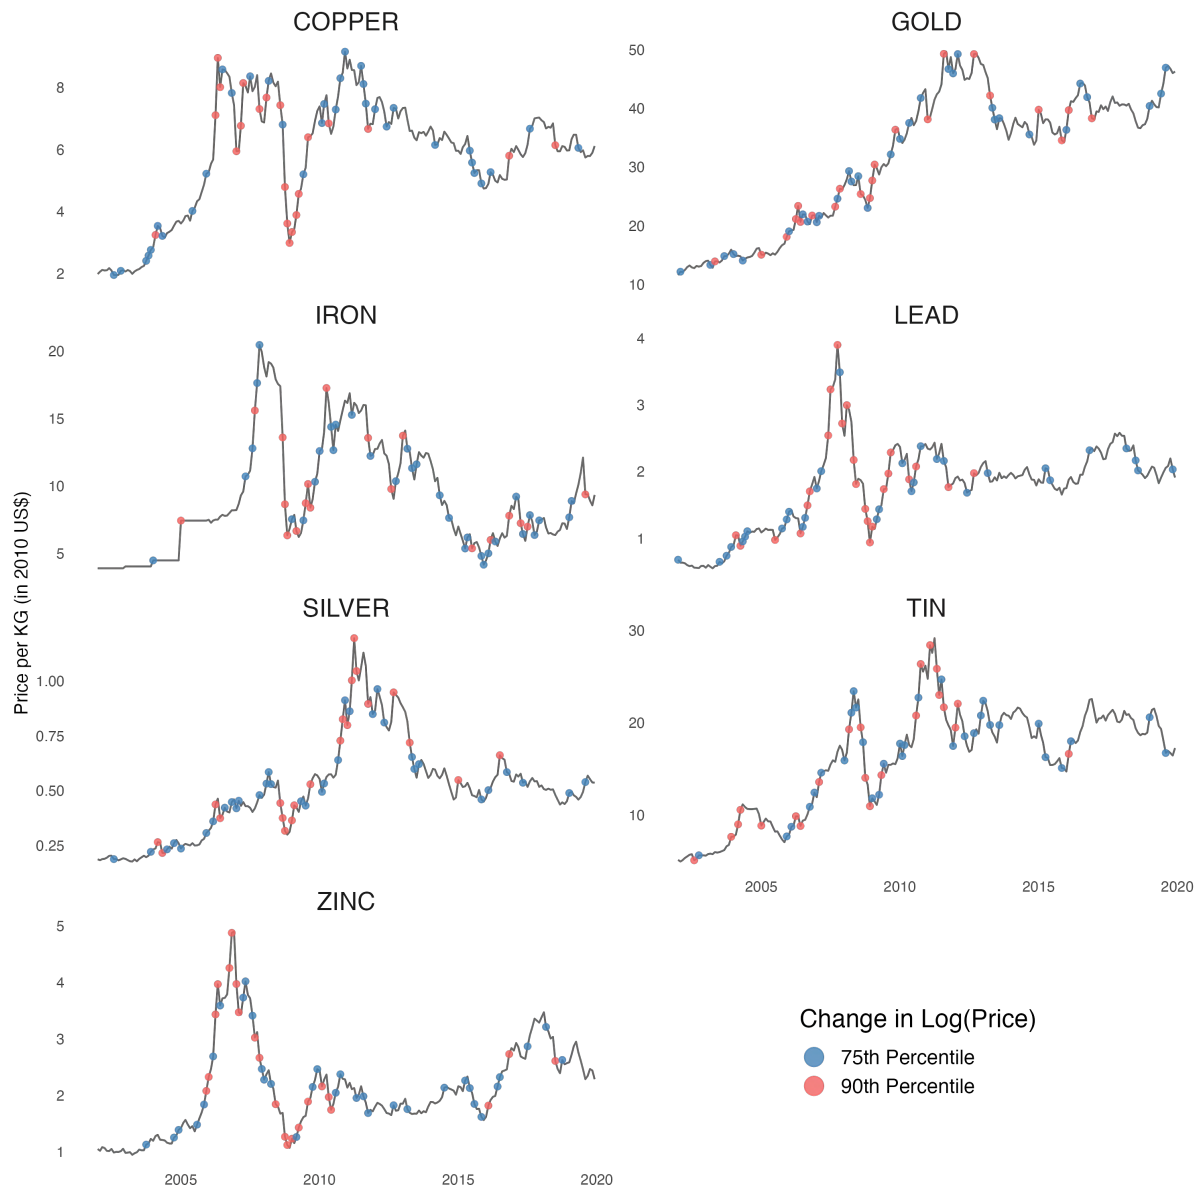 COPPER
8
6
4
2
GOLD
50
40
30
20
10
IRON
20
15
10
5
LEAD
4
3
2
1
Price per KG (in 2010 US$)
SILVER
1.00
0.75
0.50
0.25
TIN
30
20
10
2005 2010 2015 2020
ZINC
5
4
3
2
1
2005 2010 2015 2020
Change in Log(Price)
75th Percentile
90th Percentile